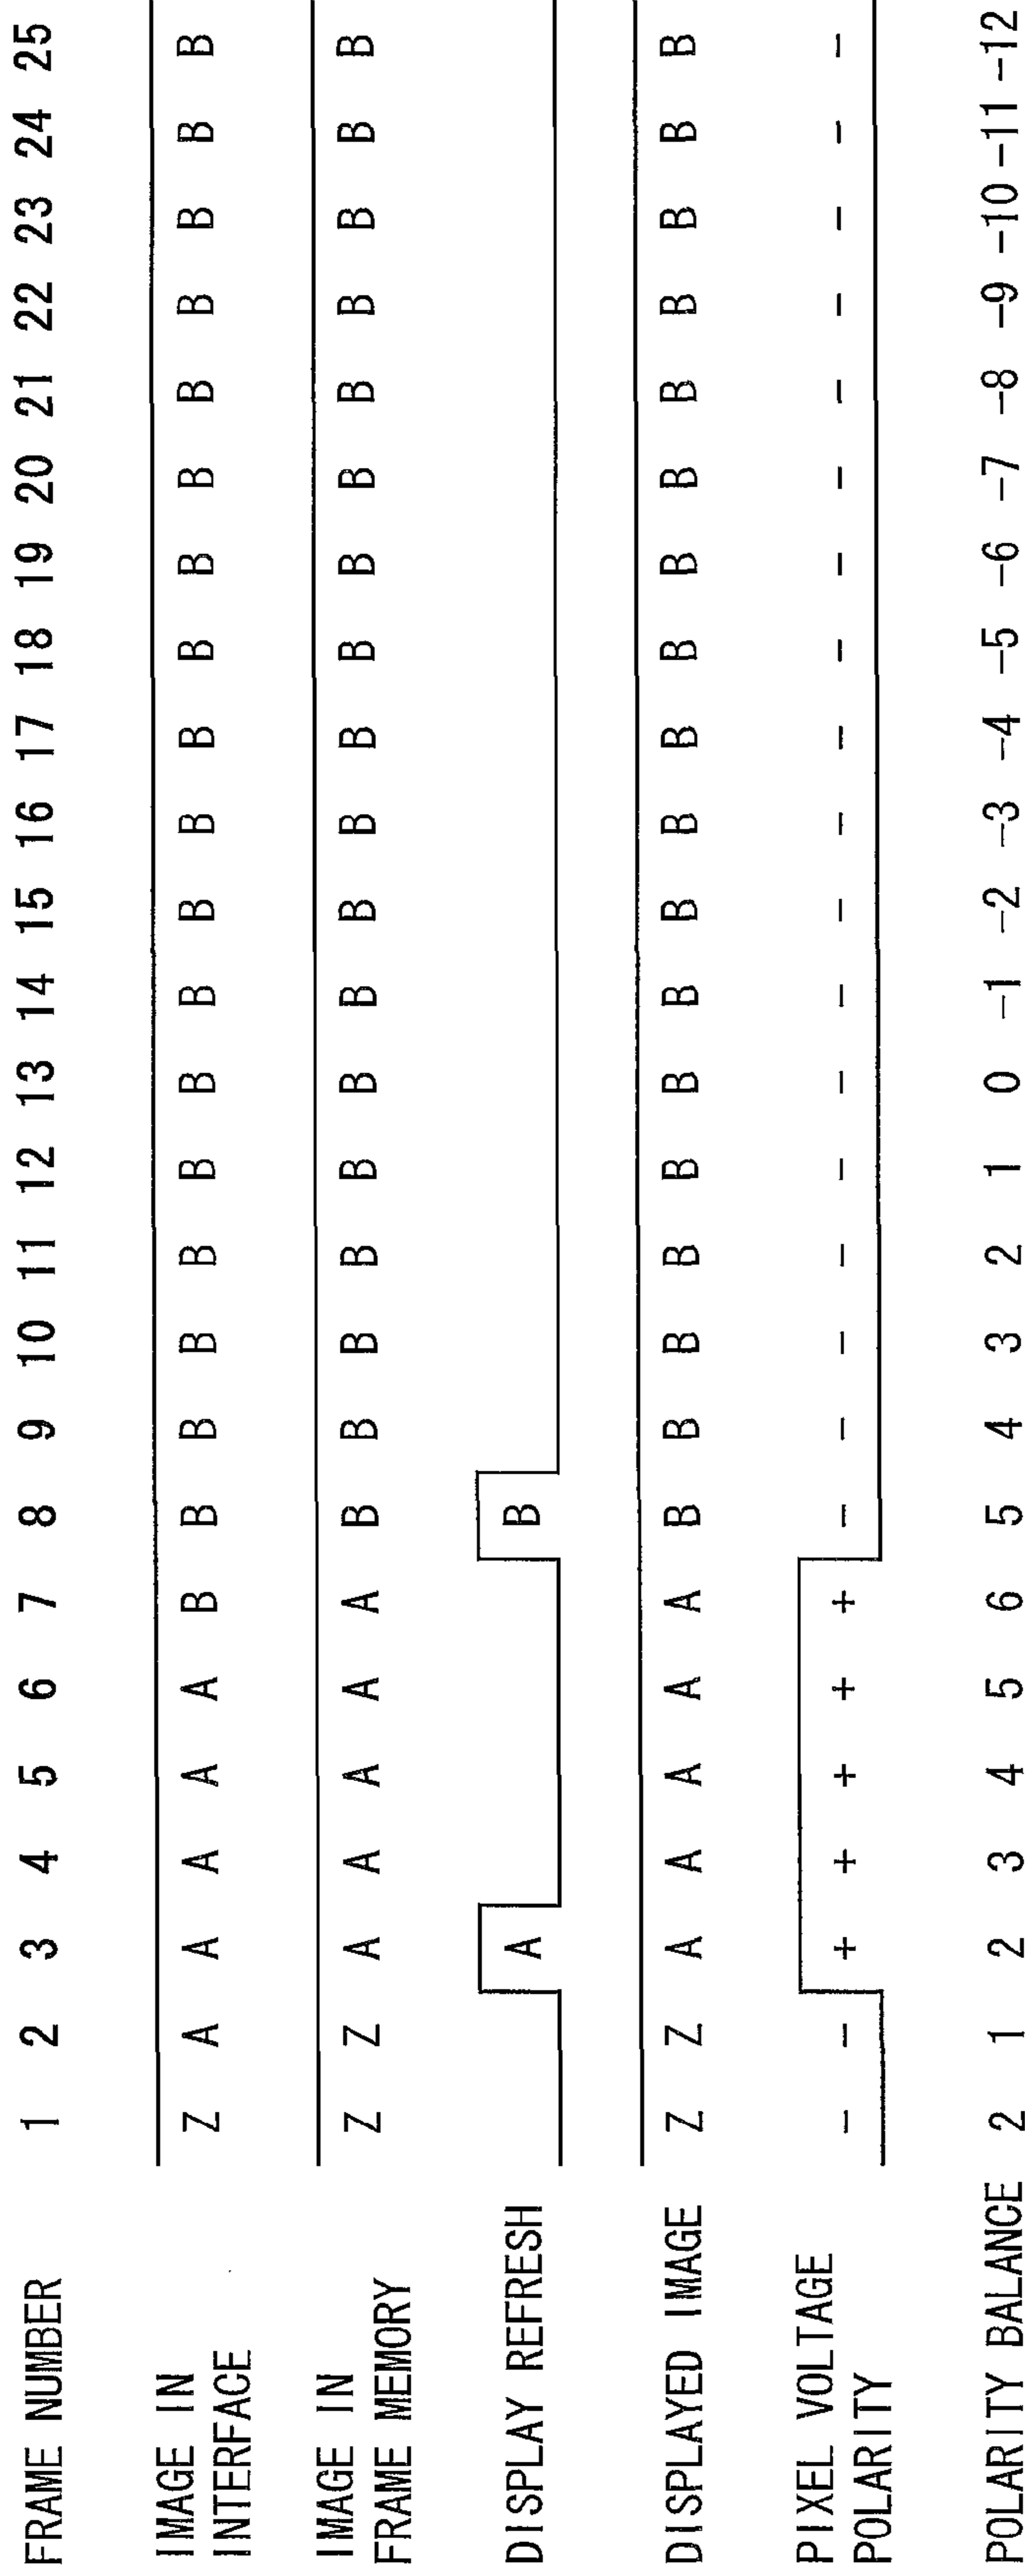 FRAME NUMBER 1 2 3 4 5 6 7 8 9 10 11 12 13 14 15 16 17 18 19 20 21 22 23 24 25
IMAGE IN
INTERFACE Z A A A A A B B B B B B B B B B B B B B B B B B B
IMAGE IN
FRAME MEMORY Z Z A A A A A B B B B B B B B B B B B B B B B B B
DISPLAY REFRESH A B
DISPLAYED IMAGE Z Z A A A A A B B B B B B B B B B B B B B B B B B
PIXEL VOLTAGE
POLARITY − − + + + + + − − − − − − − − − − − − − − − − − −
POLARITY BALANCE 2 1 2 3 4 5 6 5 4 3 2 1 0 −1 −2 −3 −4 −5 −6 −7 −8 −9 −10 −11 −12